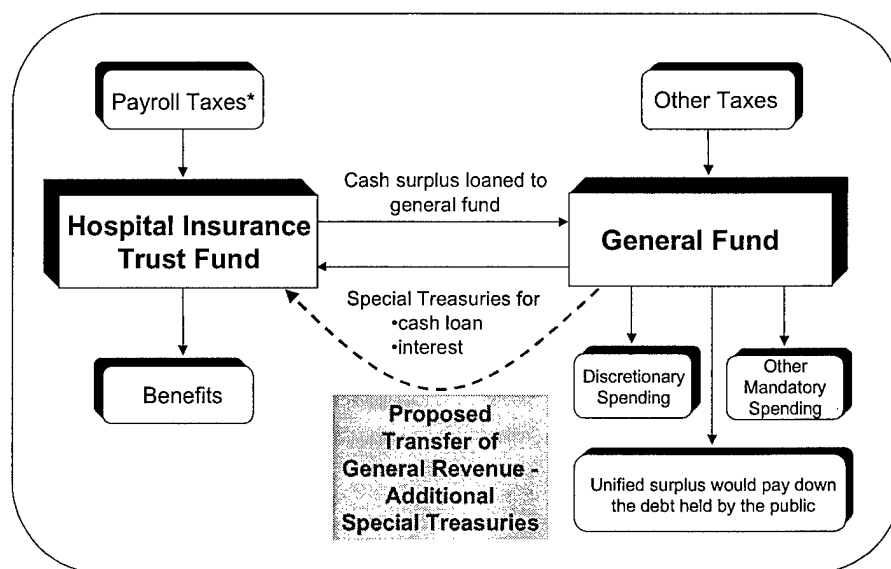 Payroll Taxes*
Other Taxes
Cash surplus loaned to
general fund
Hospital Insurance
Trust Fund
General Fund
Special Treasuries for
•cash loan
•interest
Benefits
Discretionary
Spending
Other
Mandatory
Spending
Proposed
Transfer of
General Revenue -
Additional
Special Treasuries
Unified surplus would pay down
the debt held by the public